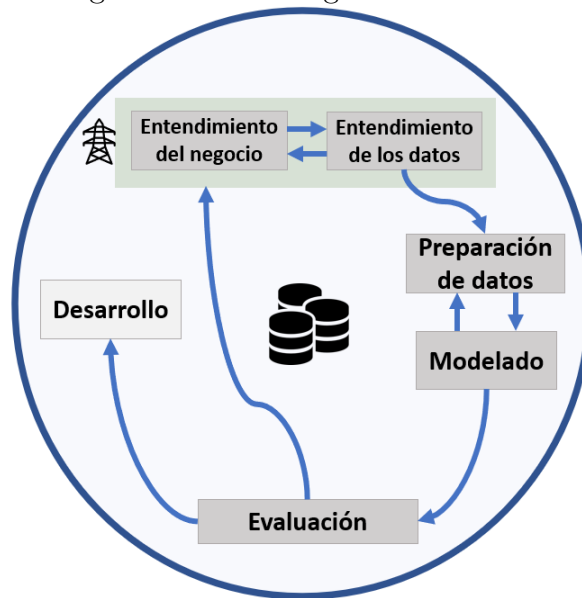 Entendimiento
del negocio
Entendimiento
de los datos
Preparación
de datos
Desarrollo
Modelado
Evaluación